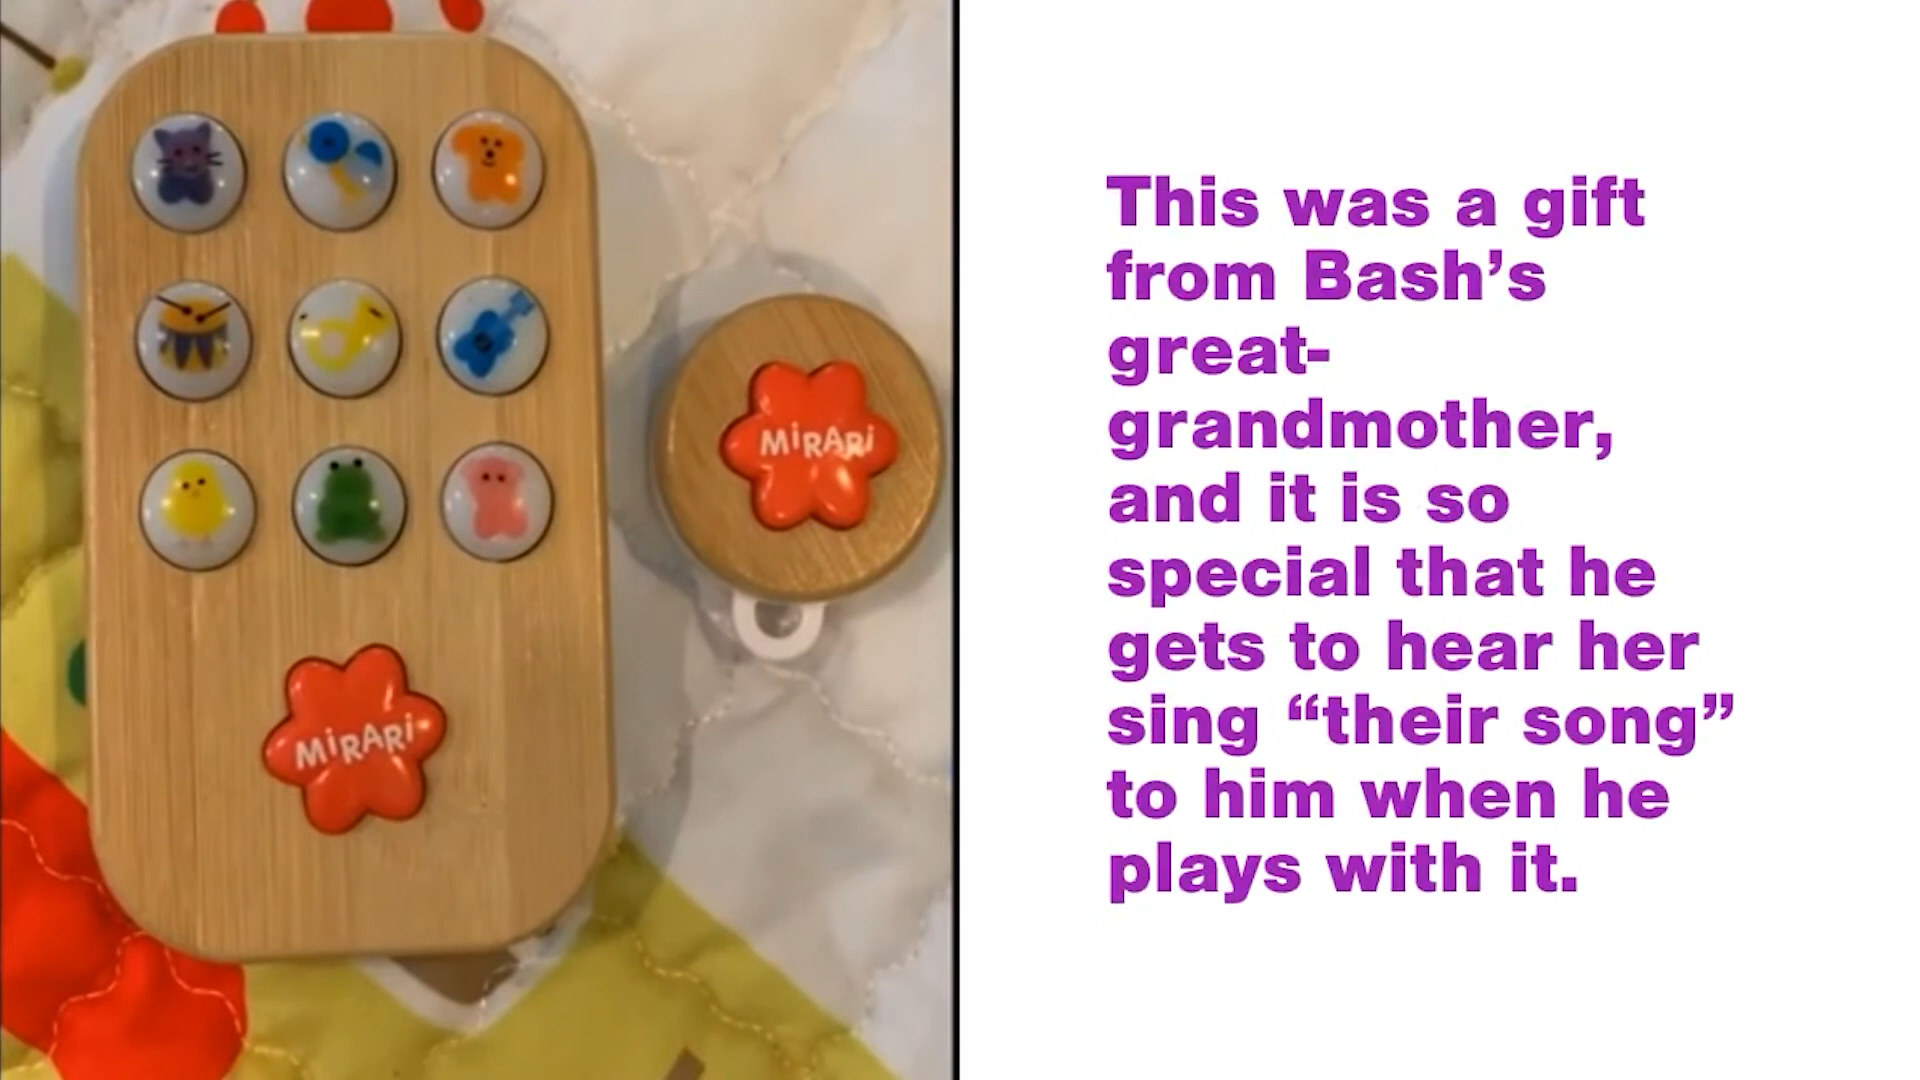 MiRARi
MiRARi
This was a gift
from Bash’s
great-
grandmother,
and it is so
special that he
gets to hear her
sing “their song”
to him when he
plays with it.